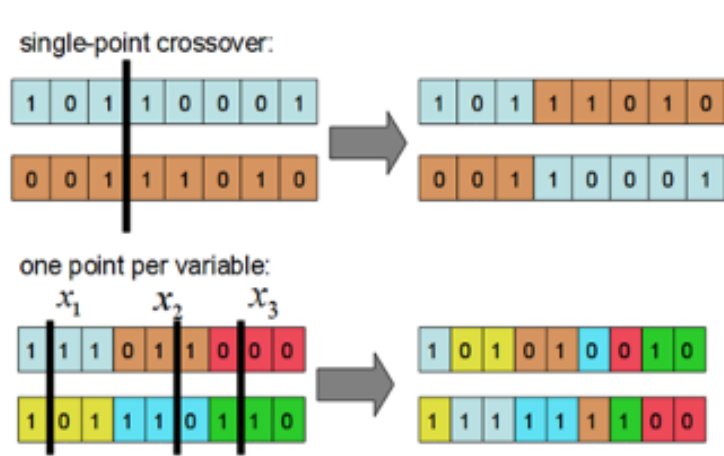 single-point crossover:
1 0 1 1 0 0 0 1 1 0 1 1 1 0 1 0
0 0 1 1 1 0 1 0 0 0 1 1 0 0 0 1
one point per variable:
x₁ x₂ x₃
1 1 1 0 1 1 0 0 0 1 0 1 0 1 0 0 1 0
1 0 1 1 1 0 1 1 0 1 1 1 1 1 1 1 0 0